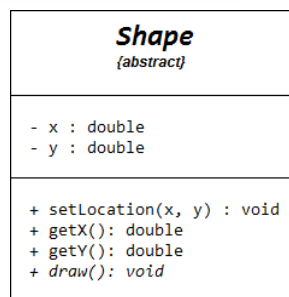 Shape
{abstract}
- x : double
- y : double
+ setLocation(x, y) : void
+ getX(): double
+ getY(): double
+ draw(): void